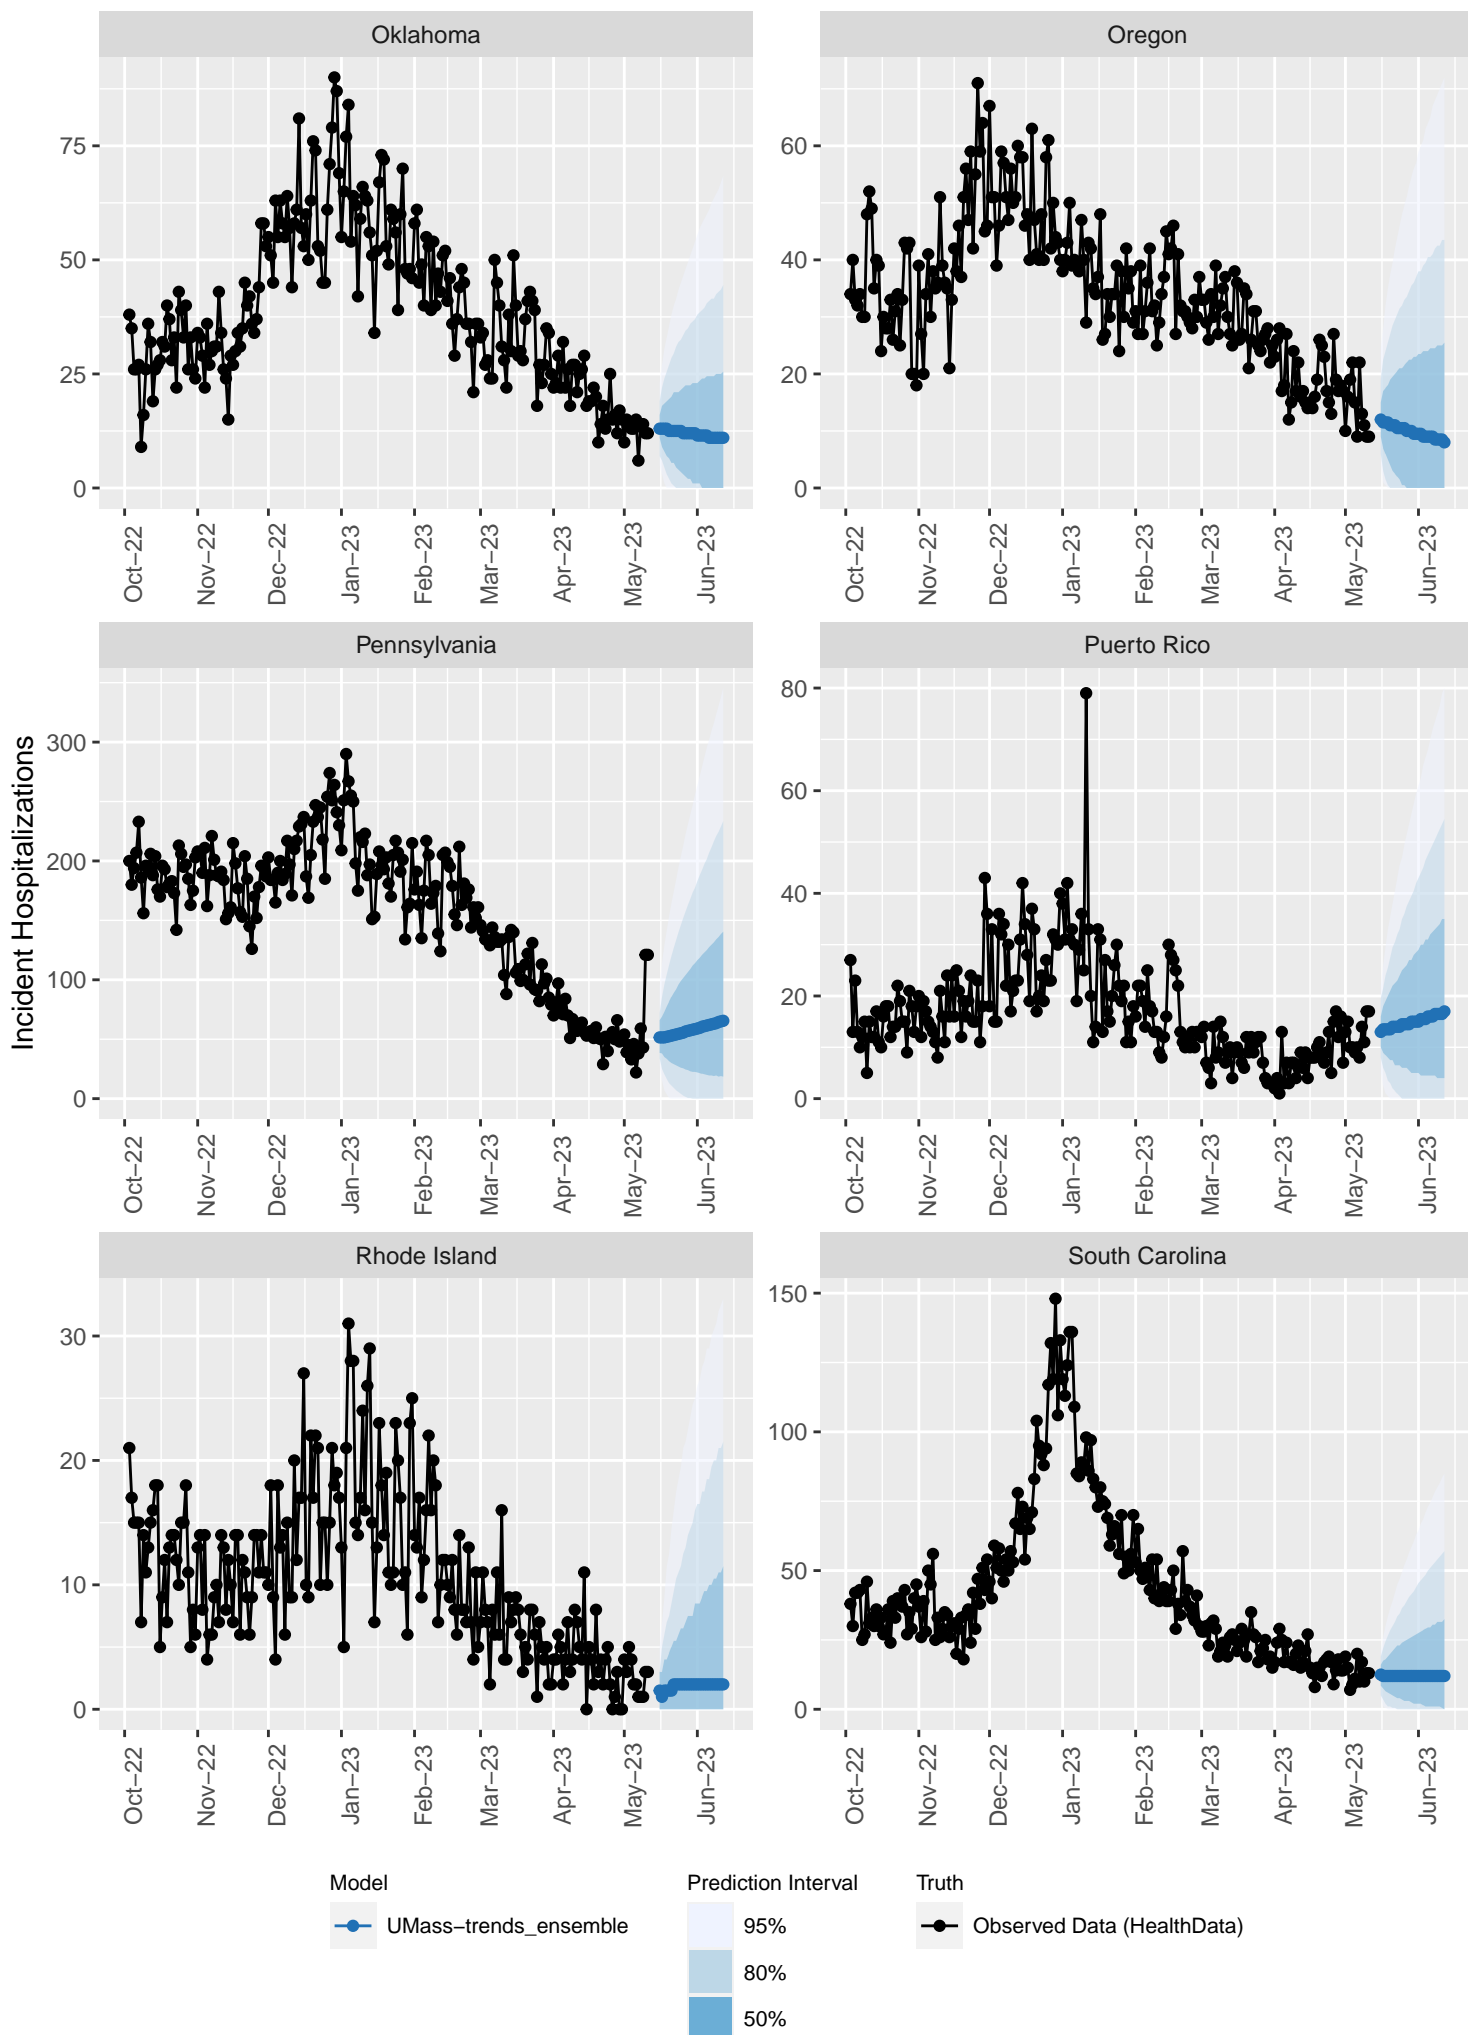 Oklahoma
Oregon
75
50
25
0
60
40
20
0
Oct−22
Nov−22
Dec−22
Jan−23
Feb−23
Mar−23
Apr−23
May−23
Jun−23
Oct−22
Nov−22
Dec−22
Jan−23
Feb−23
Mar−23
Apr−23
May−23
Jun−23
Incident Hospitalizations
Pennsylvania
Puerto Rico
300
200
100
0
80
60
40
20
0
Oct−22
Nov−22
Dec−22
Jan−23
Feb−23
Mar−23
Apr−23
May−23
Jun−23
Oct−22
Nov−22
Dec−22
Jan−23
Feb−23
Mar−23
Apr−23
May−23
Jun−23
Rhode Island
South Carolina
30
20
10
0
150
100
50
0
Oct−22
Nov−22
Dec−22
Jan−23
Feb−23
Mar−23
Apr−23
May−23
Jun−23
Oct−22
Nov−22
Dec−22
Jan−23
Feb−23
Mar−23
Apr−23
May−23
Jun−23
Model
UMass−trends_ensemble
Prediction Interval
95%
80%
50%
Truth
Observed Data (HealthData)